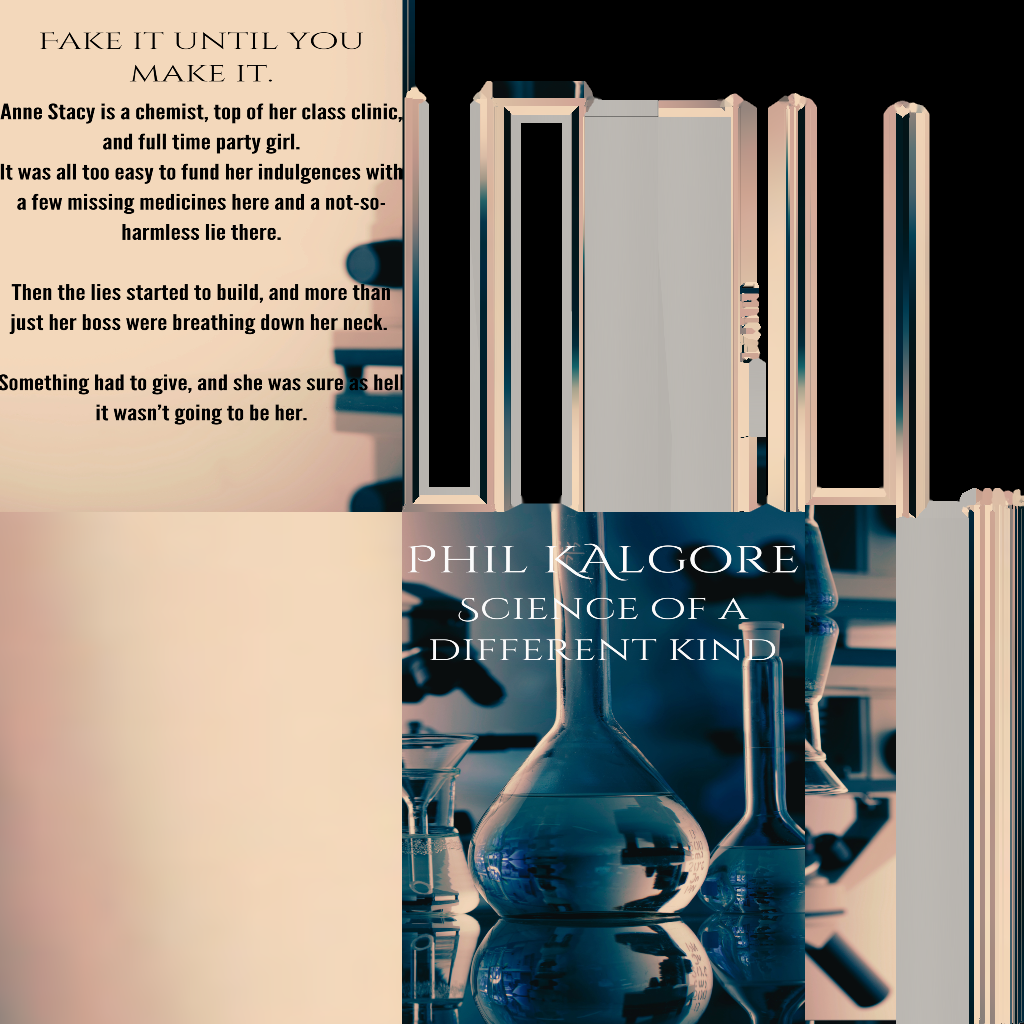 FAKE IT UNTIL YOU
MAKE IT.
Anne Stacy is a chemist, top of her class clinic,
and full time party girl.
It was all too easy to fund her indulgences with
a few missing medicines here and a not-so-
harmless lie there.
Then the lies started to build, and more than
just her boss were breathing down her neck.
Something had to give, and she was sure as hell
it wasn't going to be her.
PHIL KALGORE
SCIENCE OF A
DIFFERENT KIND